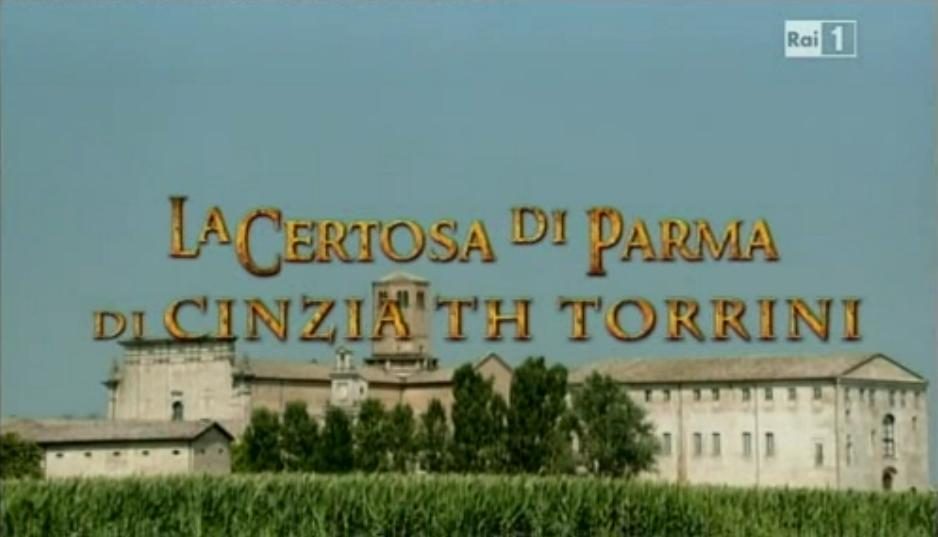 Rai 1
LA CERTOSA DI PARMA
DI CINZIA TH TORRINI